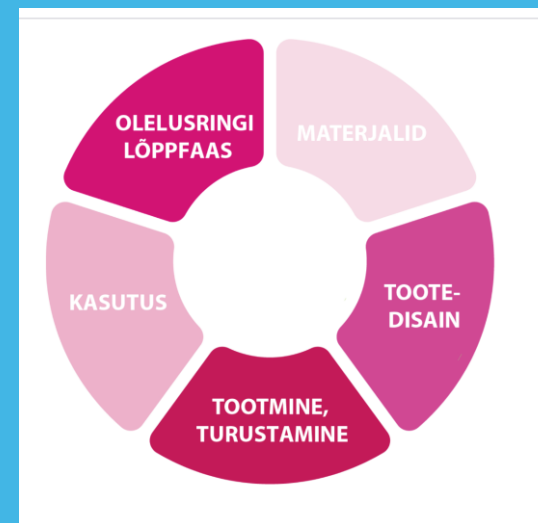 OLELUSRINGI
LÕPPFAAS
MATERJALID
TOOTE-
DISAIN
TOOTMINE,
TURUSTAMINE
KASUTUS